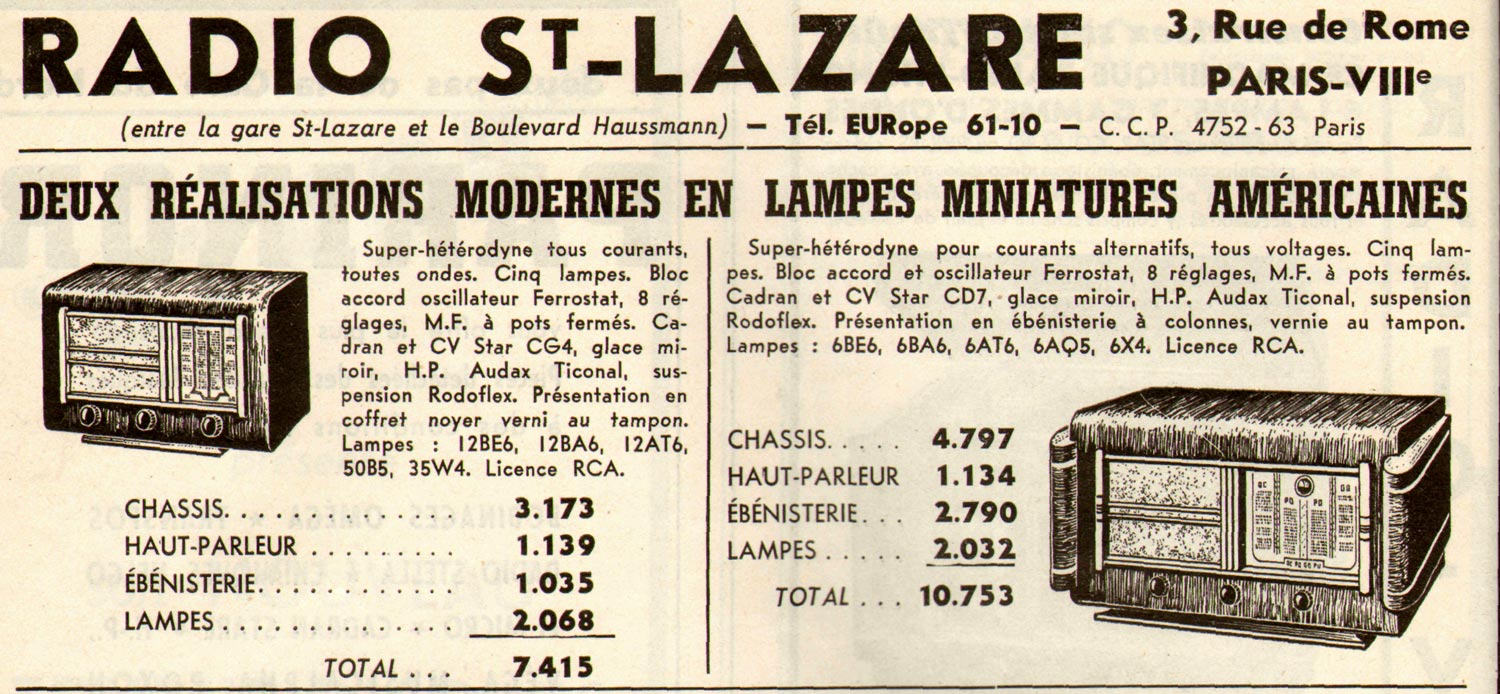 RADIO ST-LAZARE
3, Rue de Rome
PARIS-VIIIe
(entre la gare St-Lazare et le Boulevard Haussmann) — Tél. EURope 61-10 — C.C.P. 4752-63 Paris
DEUX RÉALISATIONS MODERNES EN LAMPES MINIATURES AMÉRICAINES
Super-hétérodyne tous courants,
toutes ondes. Cinq lampes. Bloc
accord oscillateur Ferrostat, 8 ré-
glages, M.F. à pots fermés. Ca-
dran et CV Star CG4, glace mi-
roir, H.P. Audax Ticonal, sus-
pension Rodoflex. Présentation en
coffret noyer verni au tampon.
Lampes : 12BE6, 12BA6, 12AT6,
50B5, 35W4. Licence RCA.
CHASSIS. . . . . . . . . . . . . 3.173
HAUT-PARLEUR . . . . . . . . . 1.139
ÉBÉNISTERIE. . . . . . . . . . . 1.035
LAMPES . . . . . . . . . . . . . 2.068
TOTAL . . . 7.415
Super-hétérodyne pour courants alternatifs, tous voltages. Cinq lam-
pes. Bloc accord et oscillateur Ferrostat, 8 réglages, M.F. à pots fermés.
Cadran et CV Star CD7, glace miroir, H.P. Audax Ticonal, suspension
Rodoflex. Présentation en ébénisterie à colonnes, vernie au tampon.
Lampes : 6BE6, 6BA6, 6AT6, 6AQ5, 6X4. Licence RCA.
CHASSIS. . . . . 4.797
HAUT-PARLEUR 1.134
ÉBÉNISTERIE. . . 2.790
LAMPES . . . . . 2.032
TOTAL . . . 10.753